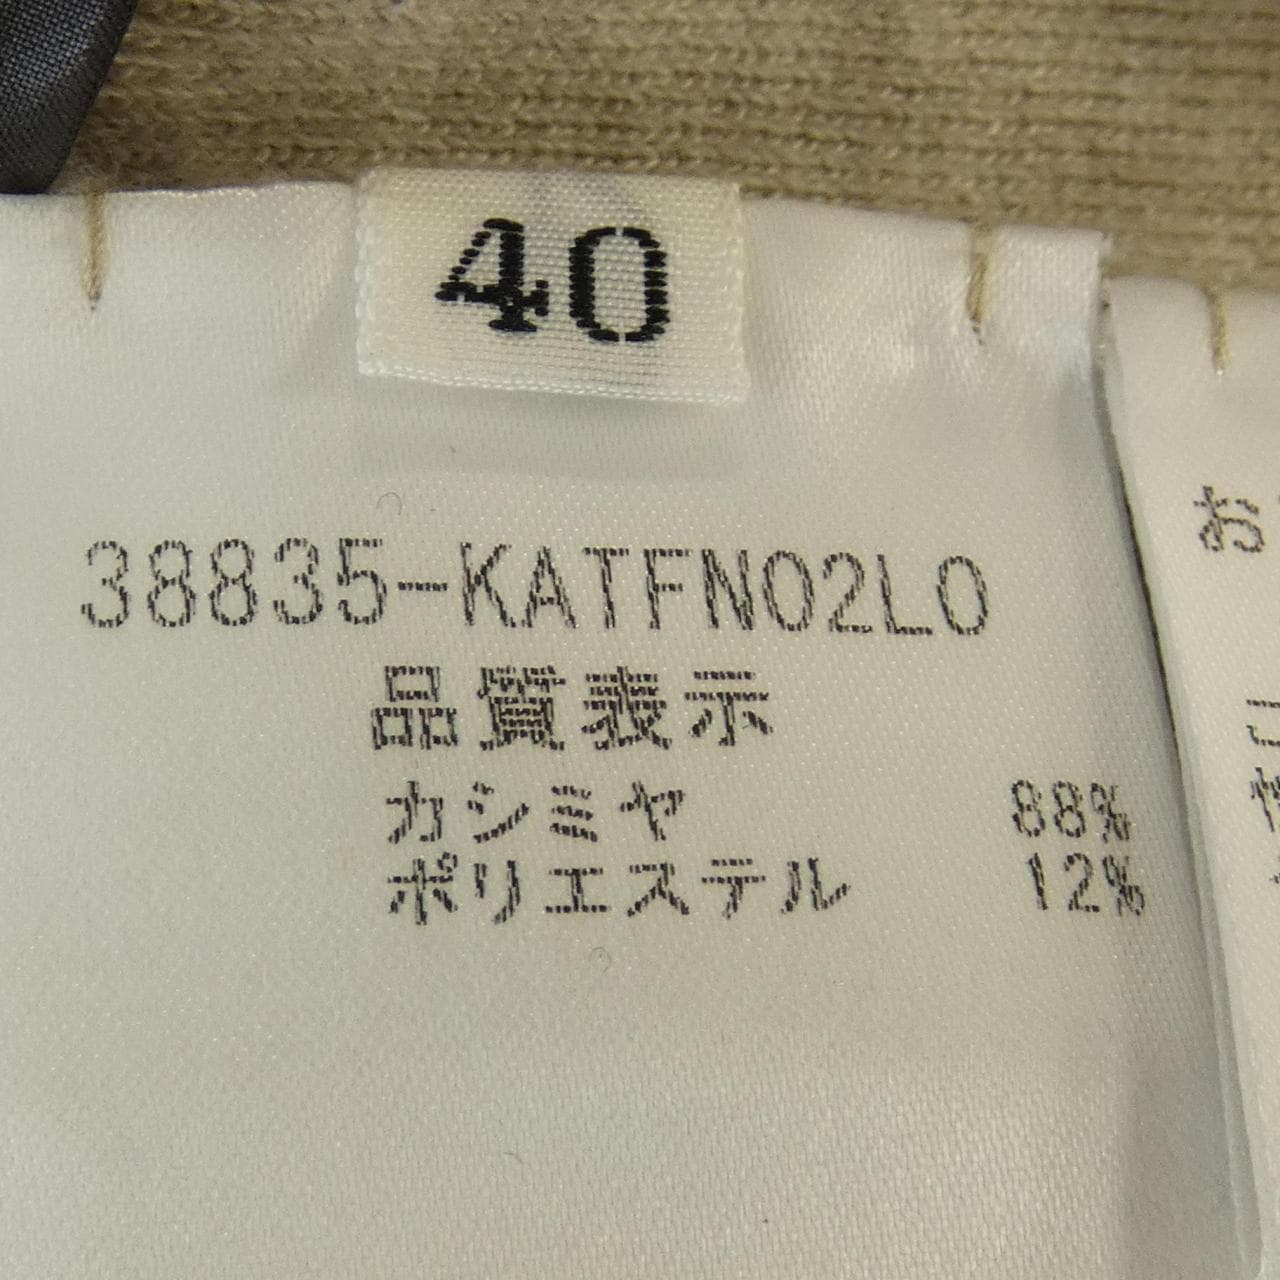 40
38835-KATFN02L0
品質表示
カシミヤ 88%
ポリエステル 12%
お